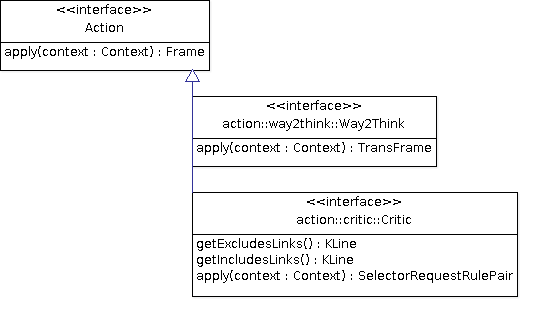 <<interface>>
Action
apply(context : Context) : Frame
<<interface>>
action::way2think::Way2Think
apply(context : Context) : TransFrame
<<interface>>
action::critic::Critic
getExcludesLinks() : KLine
getIncludesLinks() : KLine
apply(context : Context) : SelectorRequestRulePair